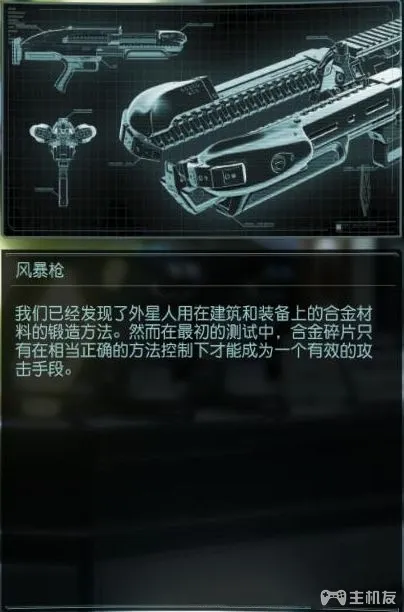 风暴枪
我们已经发现了外星人用在建筑和装备上的合金材
料的锻造方法。然而在最初的测试中，合金碎片只
有在相当正确的方法控制下才能成为一个有效的攻
击手段。
主机友